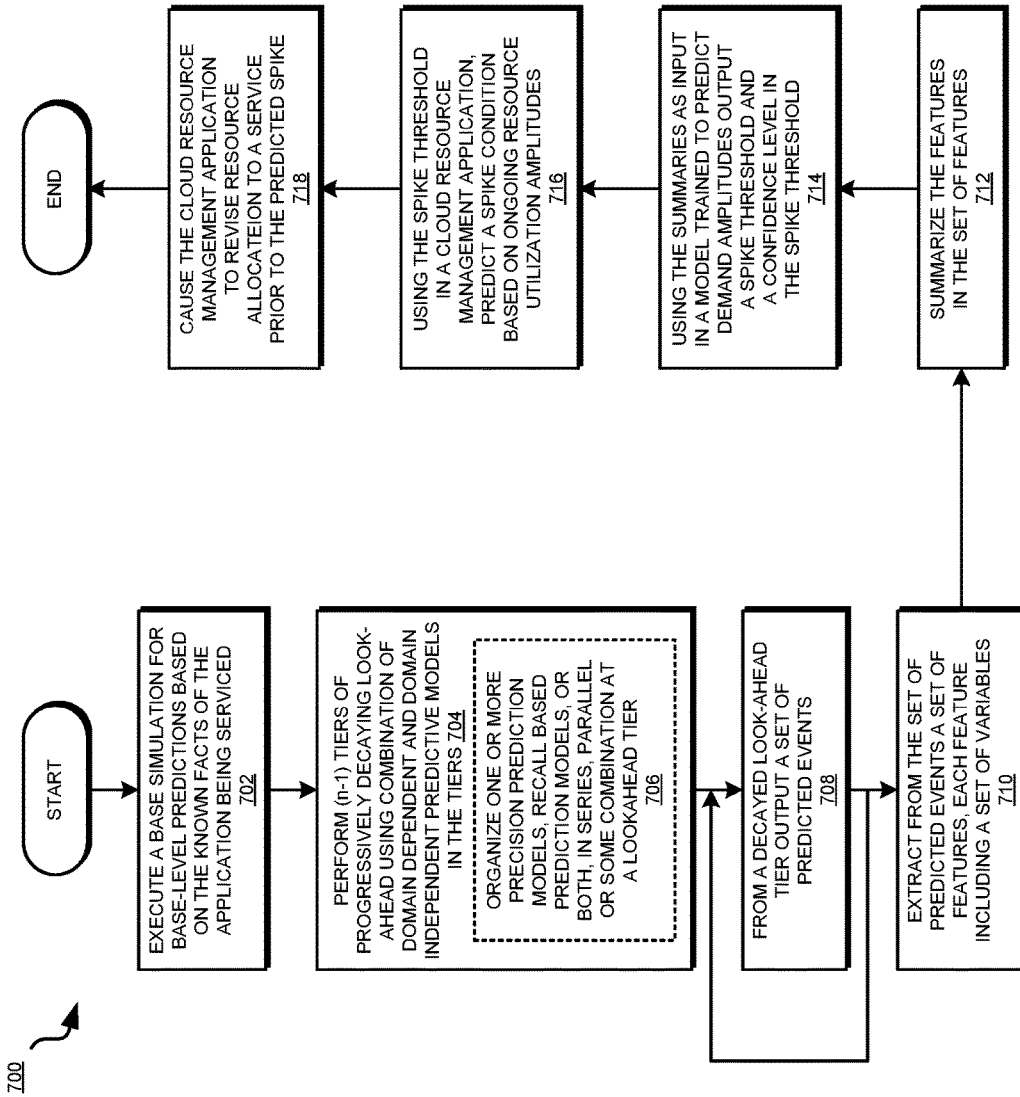 700
START
EXECUTE A BASE SIMULATION FOR
BASE-LEVEL PREDICTIONS BASED
ON THE KNOWN FACTS OF THE
APPLICATION BEING SERVICED
702
PERFORM (n-1) TIERS OF
PROGRESSIVELY DECAYING LOOK-
AHEAD USING COMBINATION OF
DOMAIN DEPENDENT AND DOMAIN
INDEPENDENT PREDICTIVE MODELS
IN THE TIERS 704
ORGANIZE ONE OR MORE
PRECISION PREDICTION
MODELS, RECALL BASED
PREDICTION MODELS, OR
BOTH, IN SERIES, PARALLEL
OR SOME COMBINATION AT
A LOOKAHEAD TIER
706
FROM A DECAYED LOOK-AHEAD
TIER OUTPUT A SET OF
PREDICTED EVENTS
708
EXTRACT FROM THE SET OF
PREDICTED EVENTS A SET OF
FEATURES, EACH FEATURE
INCLUDING A SET OF VARIABLES
710
SUMMARIZE THE FEATURES
IN THE SET OF FEATURES
712
USING THE SUMMARIES AS INPUT
IN A MODEL TRAINED TO PREDICT
DEMAND AMPLITUDES OUTPUT
A SPIKE THRESHOLD AND
A CONFIDENCE LEVEL IN
THE SPIKE THRESHOLD
714
USING THE SPIKE THRESHOLD
IN A CLOUD RESOURCE
MANAGEMENT APPLICATION,
PREDICT A SPIKE CONDITION
BASED ON ONGOING RESOURCE
UTILIZATION AMPLITUDES
716
CAUSE THE CLOUD RESOURCE
MANAGEMENT APPLICATION
TO REVISE RESOURCE
ALLOCATION TO A SERVICE
PRIOR TO THE PREDICTED SPIKE
718
END